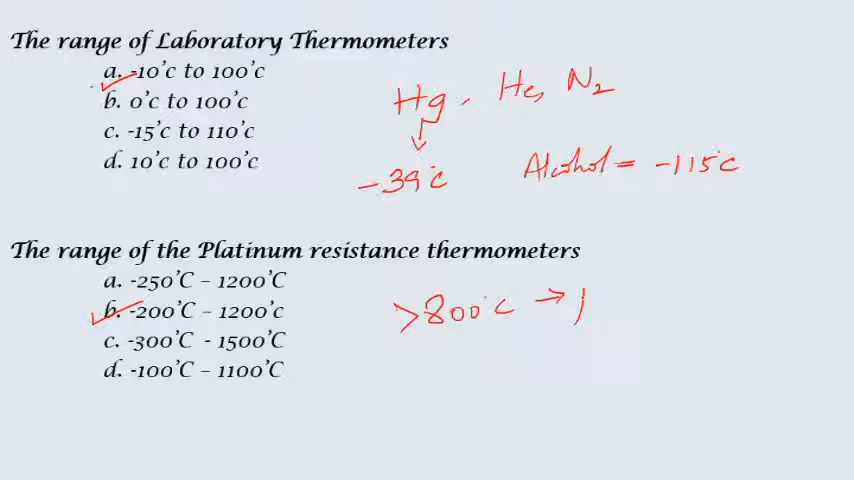 The range of Laboratory Thermometers
a. -10°c to 100°c
b. 0°c to 100°c
c. -15°c to 110°c
d. 10°c to 100°c
Hg, He, N2
-39°c
Alcohol = -115°c
The range of the Platinum resistance thermometers
a. -250°C – 1200°C
b. -200°C – 1200°c
c. -300°C - 1500°C
d. -100°C – 1100°C
>800°c →